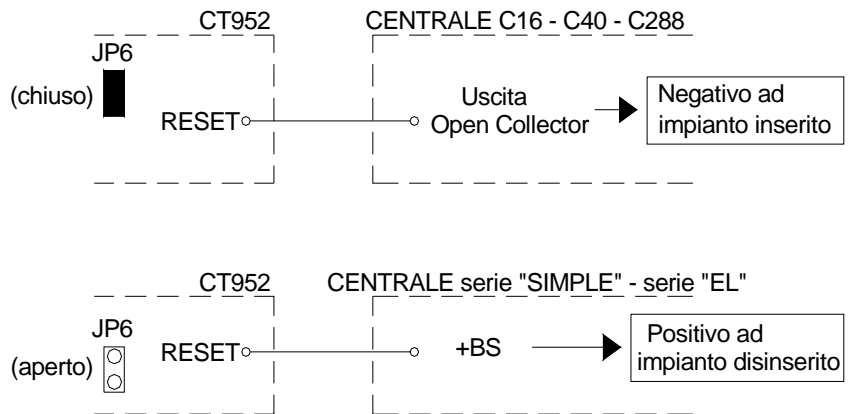 CT952
CENTRALE C16 - C40 - C288
JP6
(chiuso)
RESET
Uscita
Open Collector
Negativo ad
impianto inserito
CT952
CENTRALE serie "SIMPLE" - serie "EL"
JP6
(aperto)
RESET
+BS
Positivo ad
impianto disinserito